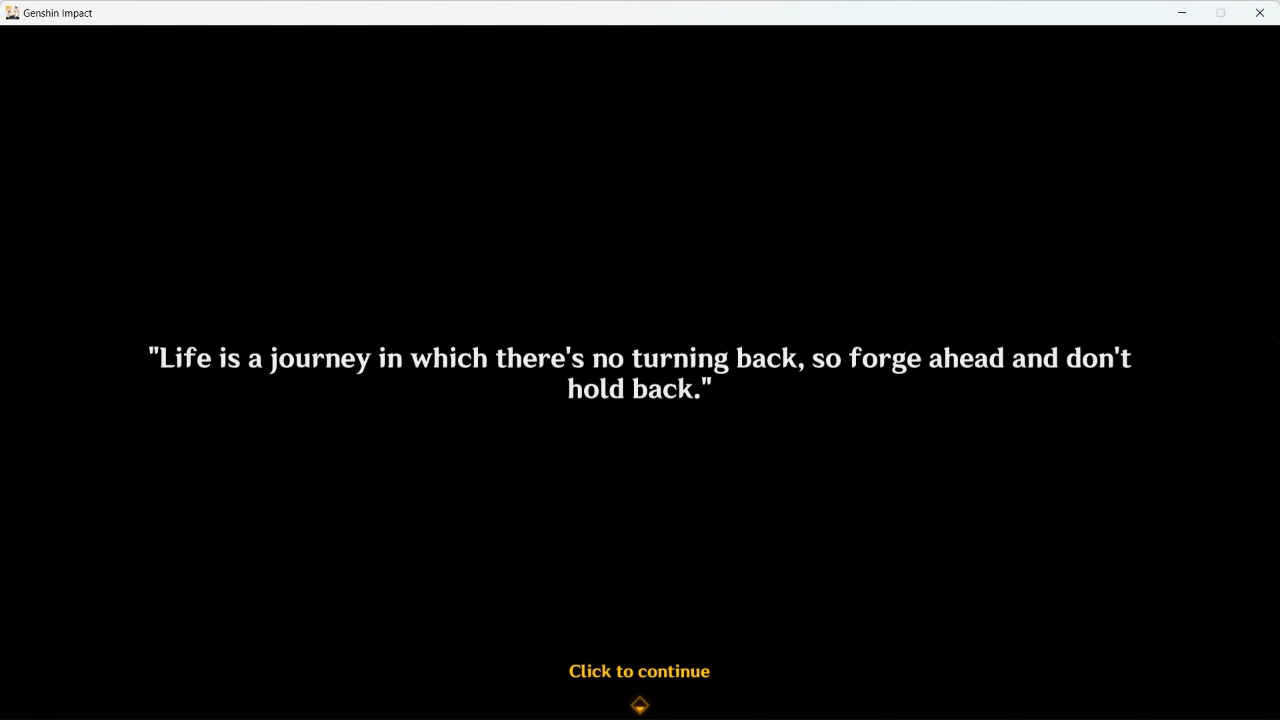 Genshin Impact
"Life is a journey in which there's no turning back, so forge ahead and don't
hold back."
Click to continue